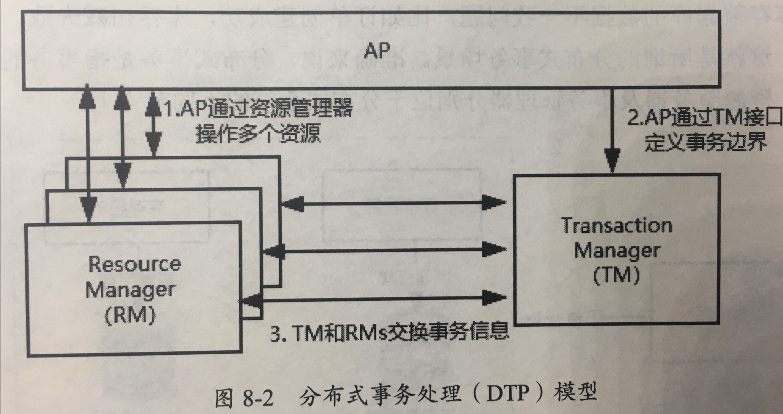 AP
1.AP通过资源管理器
操作多个资源
2.AP通过TM接口
定义事务边界
Resource
Manager
(RM)
Transaction
Manager
(TM)
3. TM和RMs交换事务信息
图 8-2 分布式事务处理（DTP）模型